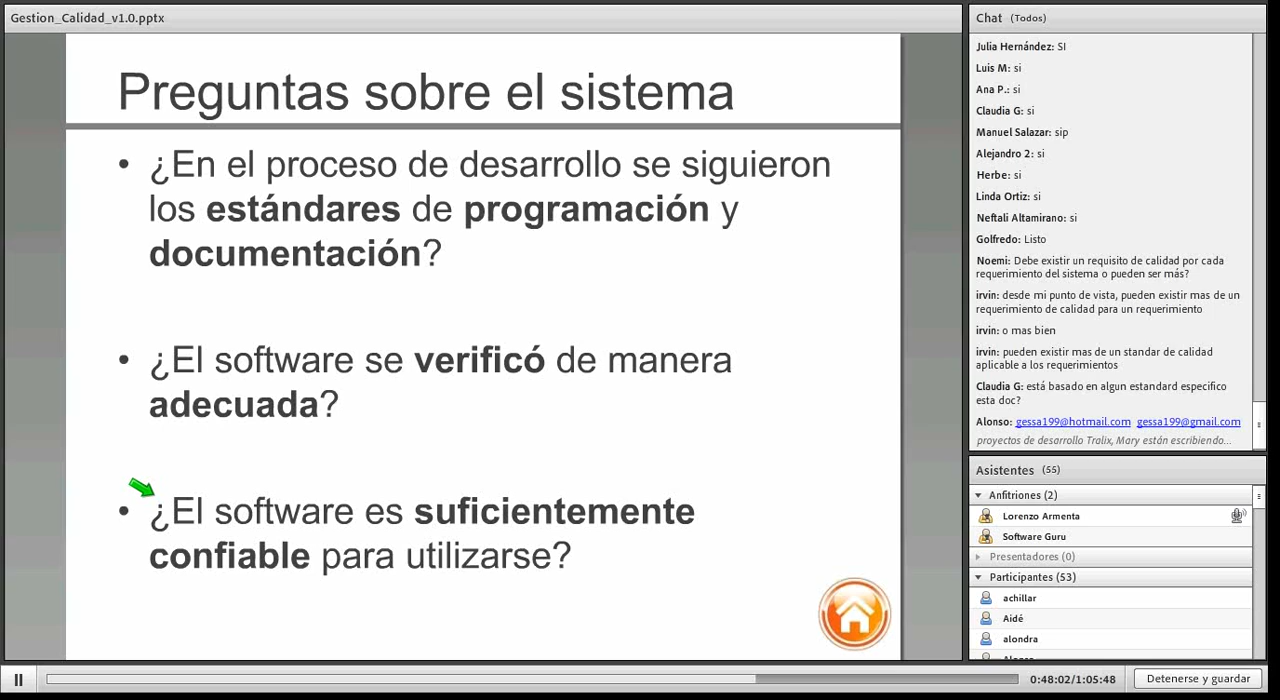 Gestion_Calidad_v1.0.pptx
Preguntas sobre el sistema
• ¿En el proceso de desarrollo se siguieron
los estándares de programación y
documentación?
• ¿El software se verificó de manera
adecuada?
• ¿El software es suficientemente
confiable para utilizarse?
Chat (Todos)
Julia Hernández: SI
Luis M: si
Ana P.: si
Claudia G: si
Manuel Salazar: sip
Alejandro 2: si
Herbe: si
Linda Ortiz: si
Neftali Altamirano: si
Golfredo: Listo
Noemi: Debe existir un requisito de calidad por cada
requerimiento del sistema o pueden ser más?
irvin: desde mi punto de vista, pueden existir mas de un
requerimiento de calidad para un requerimiento
irvin: o mas bien
irvin: pueden existir mas de un standar de calidad
aplicable a los requerimientos
Claudia G: está basado en algun estandard especifico
esta doc?
Alonso: gessa199@hotmail.com gessa199@gmail.com
proyectos de desarrollo Tralix, Mary están escribiendo...
Asistentes (55)
Anfitriones (2)
Lorenzo Armenta
Software Guru
Presentadores (0)
Participantes (53)
achillar
Aidé
alondra
0:48:02/1:05:48
Detenerse y guardar